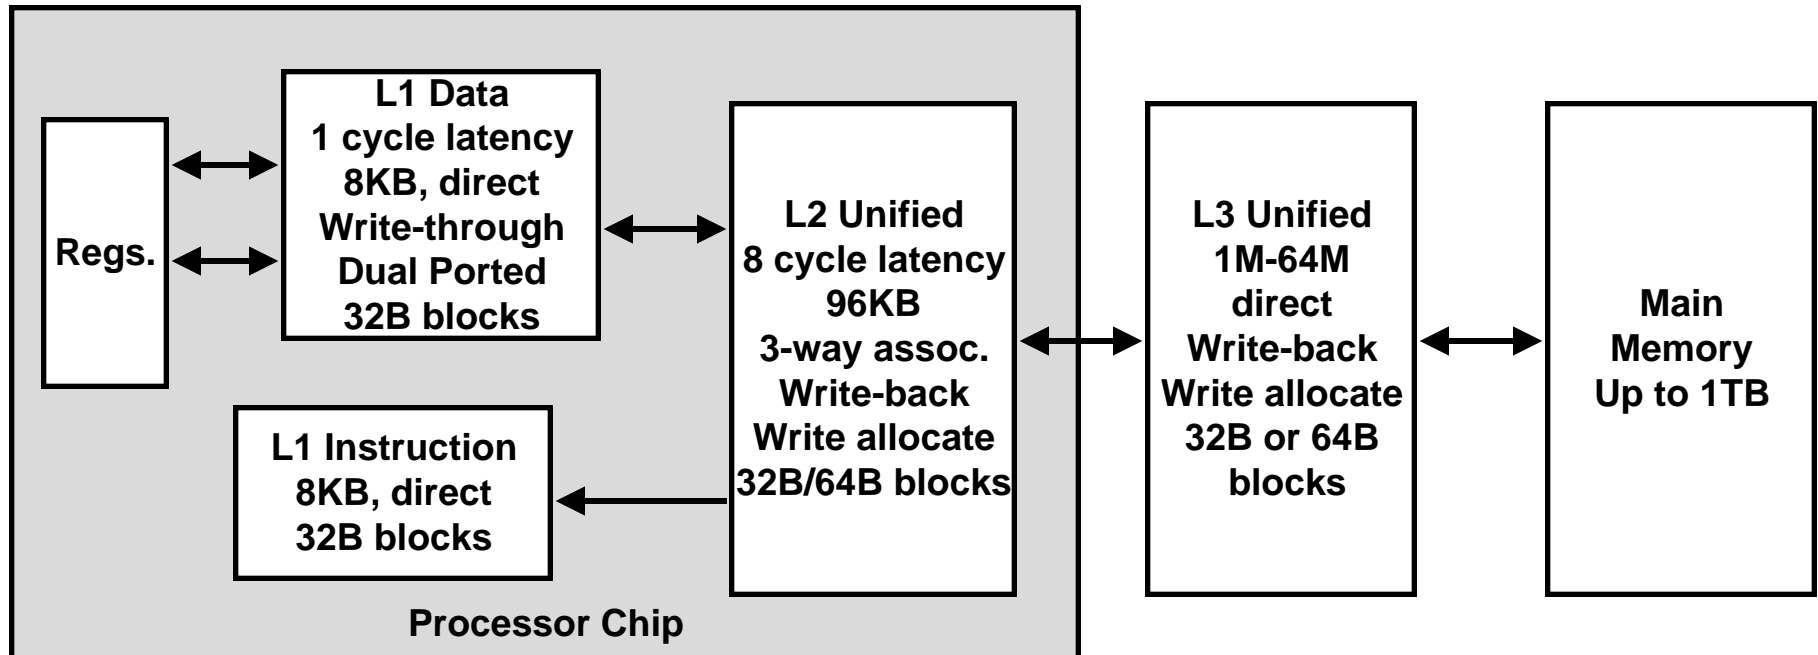 Regs.
L1 Data
1 cycle latency
8KB, direct
Write-through
Dual Ported
32B blocks
L1 Instruction
8KB, direct
32B blocks
L2 Unified
8 cycle latency
96KB
3-way assoc.
Write-back
Write allocate
32B/64B blocks
L3 Unified
1M-64M
direct
Write-back
Write allocate
32B or 64B
blocks
Main
Memory
Up to 1TB
Processor Chip